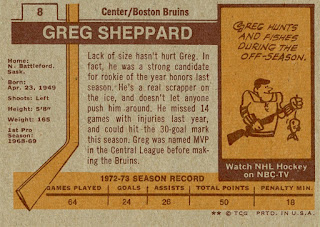 8
Center/Boston Bruins
GREG SHEPPARD
Home:
N. Battleford,
Sask.
Born:
Apr. 23, 1949
Shoots: Left
Height: 5'8"
Weight: 165
1st Pro
Season:
1968-69
Lack of size hasn't hurt Greg. In
fact, he was a strong candidate
for rookie of the year honors last
season. He's a real scrapper on
the ice, and doesn't let anyone
push him around. He missed 14
games with injuries last year,
and could hit the 30-goal mark
this season. Greg was named MVP
in the Central League before mak-
ing the Bruins.
GREG HUNTS
AND FISHES
DURING THE
OFF-SEASON.
Watch NHL Hockey
on NBC-TV
1972-73 SEASON RECORD
GAMES PLAYED GOALS ASSISTS TOTAL POINTS PENALTY MIN.
64 24 26 50 18
** © TCG PRTD. IN U.S.A.